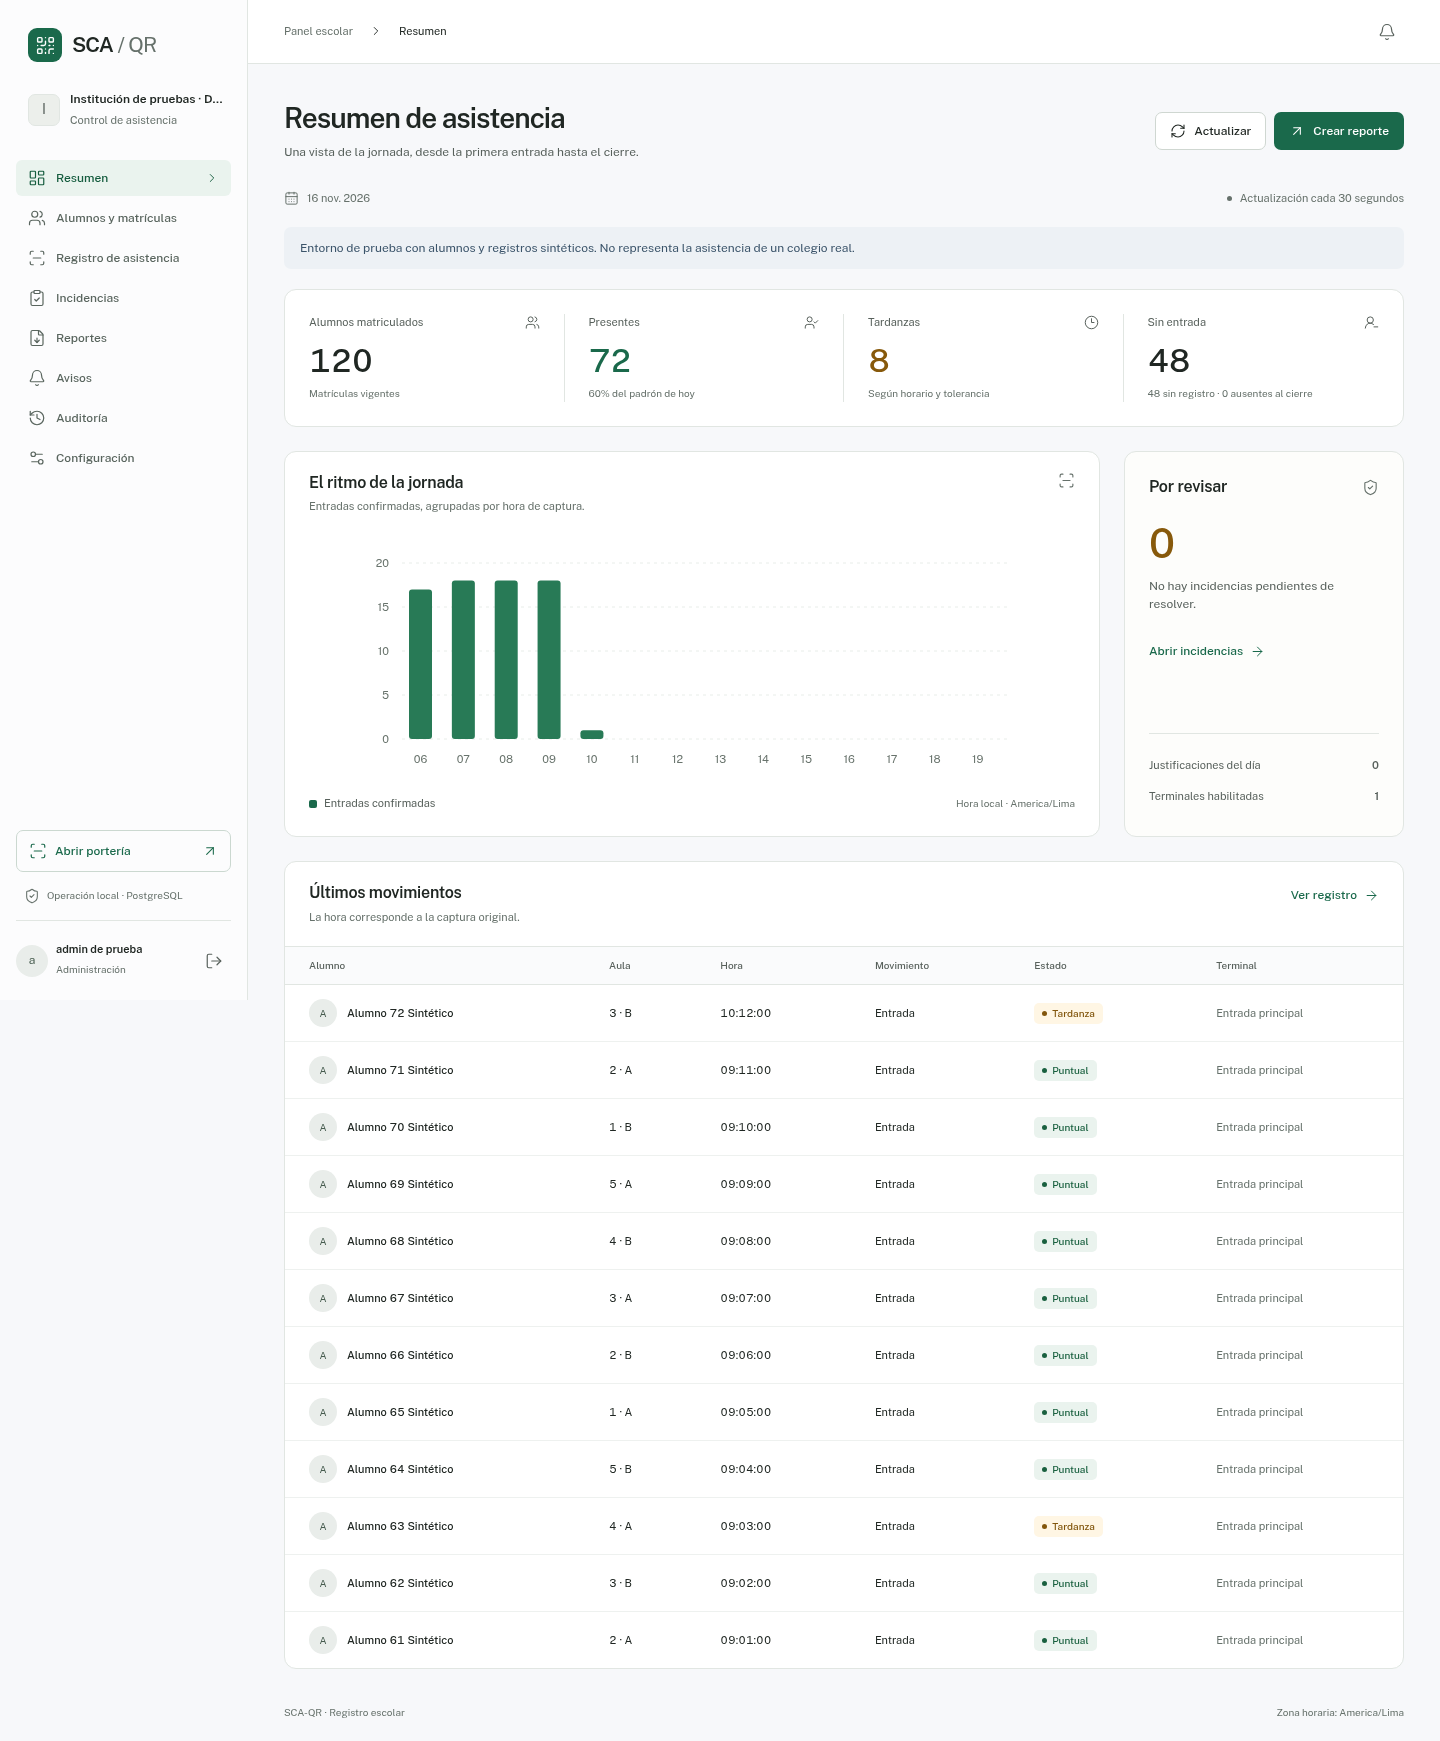 SCA / QR
Institución de pruebas · D...
Control de asistencia
Resumen
Alumnos y matrículas
Registro de asistencia
Incidencias
Reportes
Avisos
Auditoría
Configuración
Abrir portería
Operación local · PostgreSQL
a
admin de prueba
Administración
Panel escolar
Resumen
Resumen de asistencia
Una vista de la jornada, desde la primera entrada hasta el cierre.
Actualizar
Crear reporte
16 nov. 2026
Actualización cada 30 segundos
Entorno de prueba con alumnos y registros sintéticos. No representa la asistencia de un colegio real.
Alumnos matriculados
120
Matrículas vigentes
Presentes
72
60% del padrón de hoy
Tardanzas
8
Según horario y tolerancia
Sin entrada
48
48 sin registro · 0 ausentes al cierre
El ritmo de la jornada
Entradas confirmadas, agrupadas por hora de captura.
20
15
10
5
0
06 07 08 09 10 11 12 13 14 15 16 17 18 19
Entradas confirmadas
Hora local · America/Lima
Por revisar
0
No hay incidencias pendientes de
resolver.
Abrir incidencias
Justificaciones del día 0
Terminales habilitadas 1
Últimos movimientos
La hora corresponde a la captura original.
Ver registro
Alumno Aula Hora Movimiento Estado Terminal
A Alumno 72 Sintético 3 · B 10:12:00 Entrada Tardanza Entrada principal
A Alumno 71 Sintético 2 · A 09:11:00 Entrada Puntual Entrada principal
A Alumno 70 Sintético 1 · B 09:10:00 Entrada Puntual Entrada principal
A Alumno 69 Sintético 5 · A 09:09:00 Entrada Puntual Entrada principal
A Alumno 68 Sintético 4 · B 09:08:00 Entrada Puntual Entrada principal
A Alumno 67 Sintético 3 · A 09:07:00 Entrada Puntual Entrada principal
A Alumno 66 Sintético 2 · B 09:06:00 Entrada Puntual Entrada principal
A Alumno 65 Sintético 1 · A 09:05:00 Entrada Puntual Entrada principal
A Alumno 64 Sintético 5 · B 09:04:00 Entrada Puntual Entrada principal
A Alumno 63 Sintético 4 · A 09:03:00 Entrada Tardanza Entrada principal
A Alumno 62 Sintético 3 · B 09:02:00 Entrada Puntual Entrada principal
A Alumno 61 Sintético 2 · A 09:01:00 Entrada Puntual Entrada principal
SCA-QR · Registro escolar
Zona horaria: America/Lima